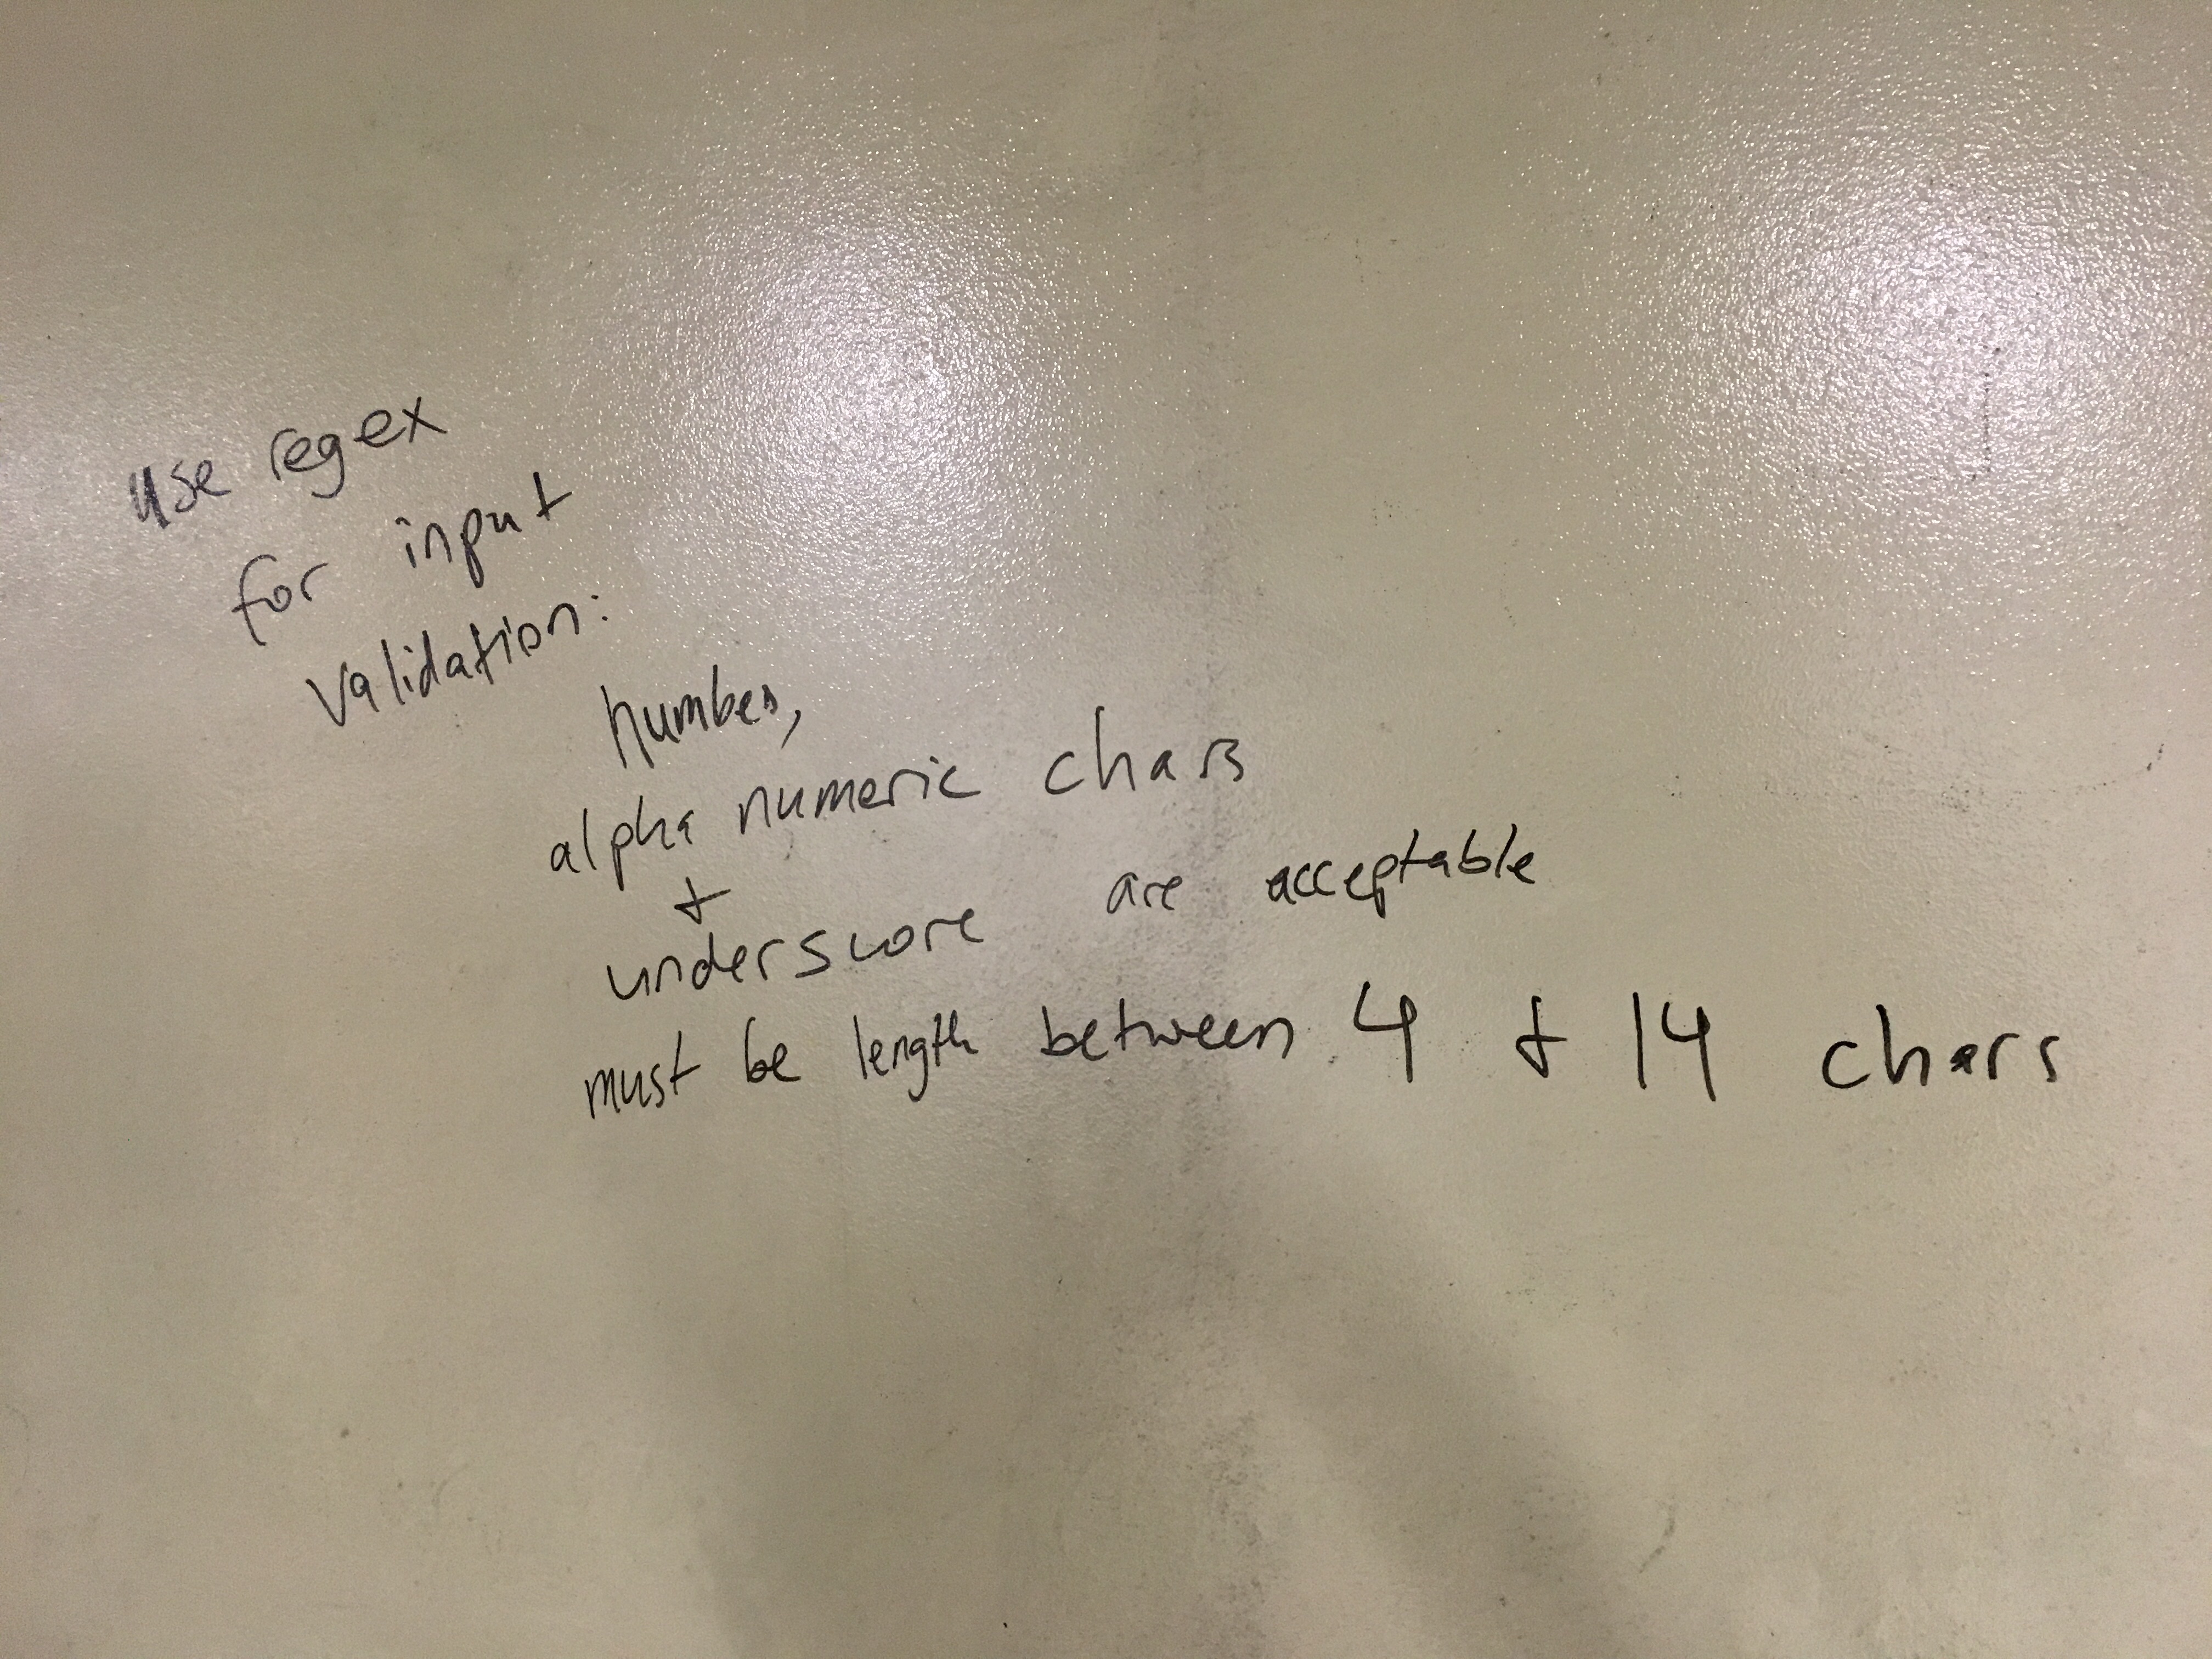 use regex
for input
validation:
numbers,
alpha numeric chars
+
underscore are acceptable
must be length between 4 + 14 chars